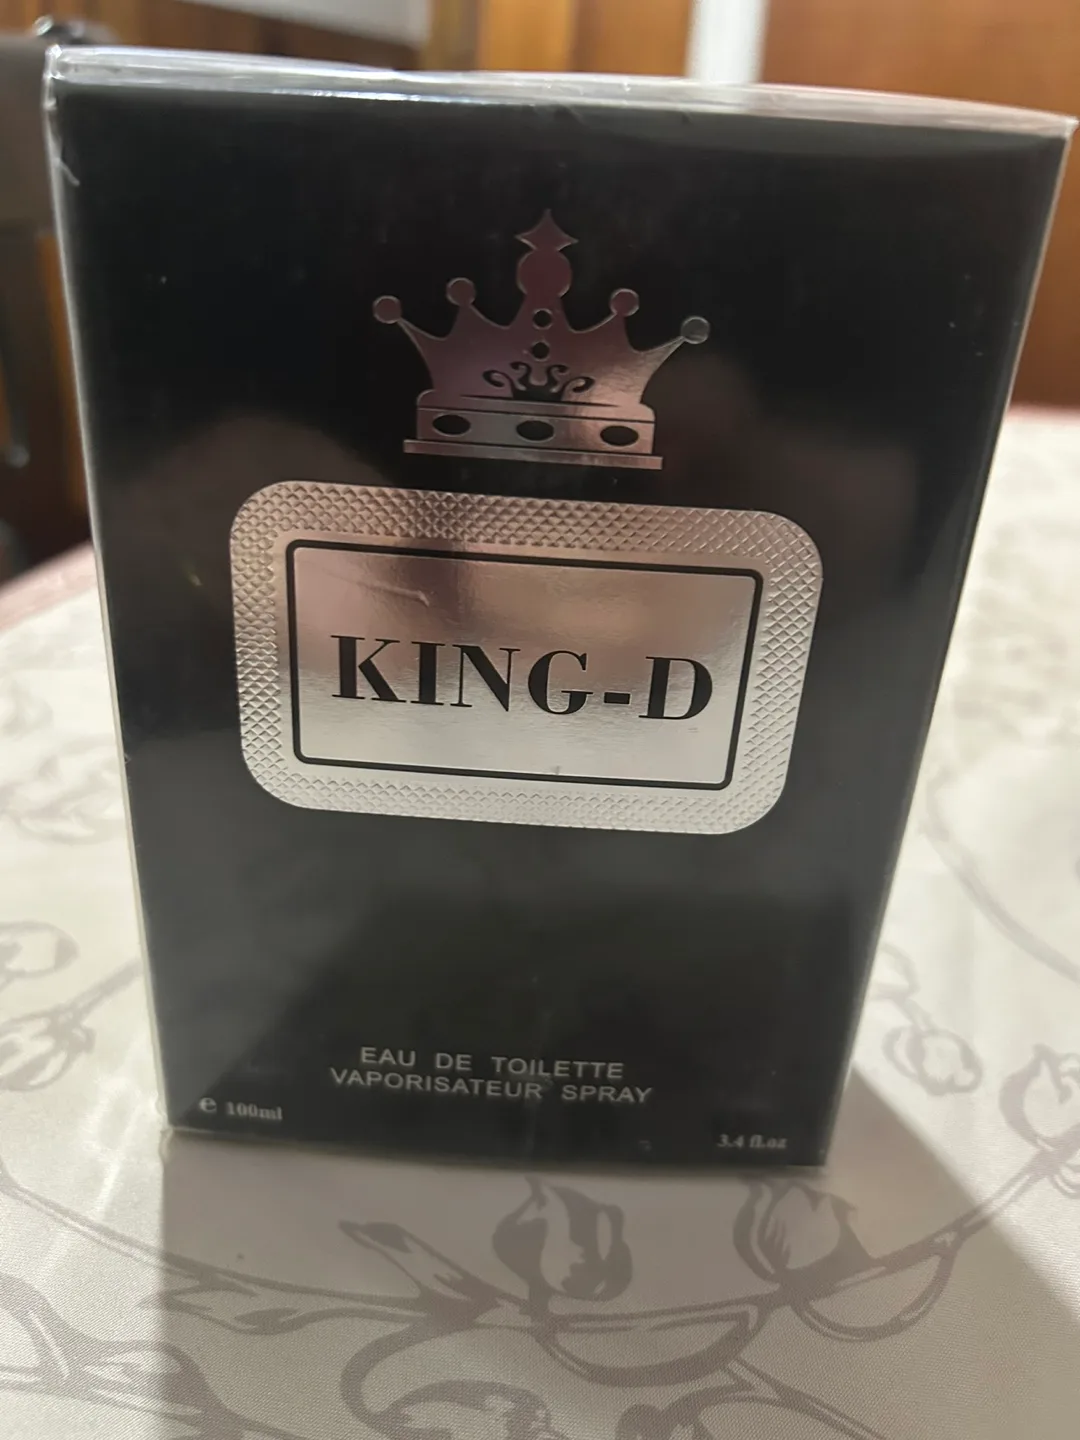 KING-D
EAU DE TOILETTE
VAPORISATEUR SPRAY
e 100ml
3.4 fl.oz